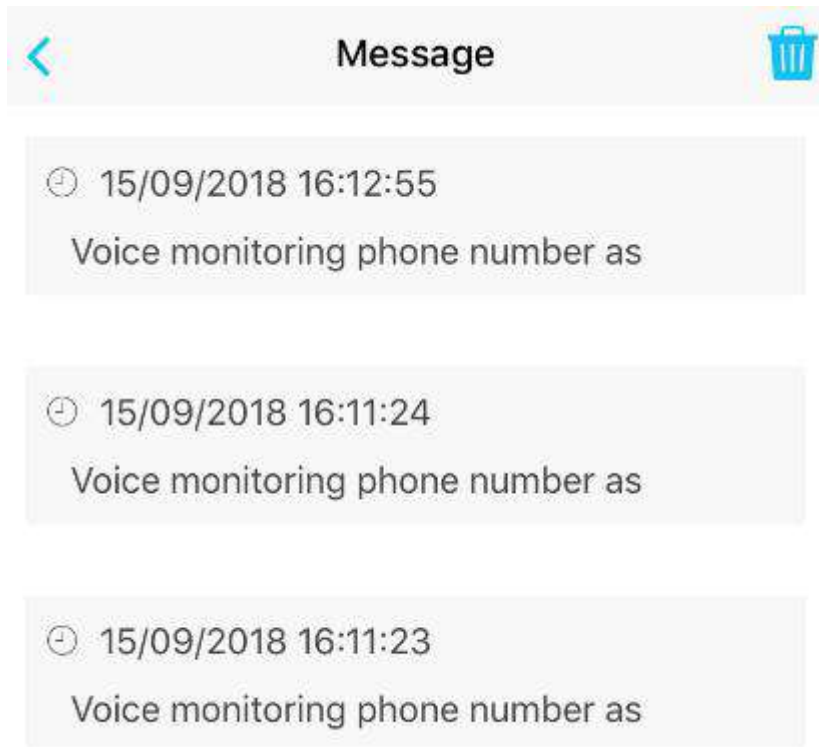 Message
15/09/2018 16:12:55
Voice monitoring phone number as
15/09/2018 16:11:24
Voice monitoring phone number as
15/09/2018 16:11:23
Voice monitoring phone number as